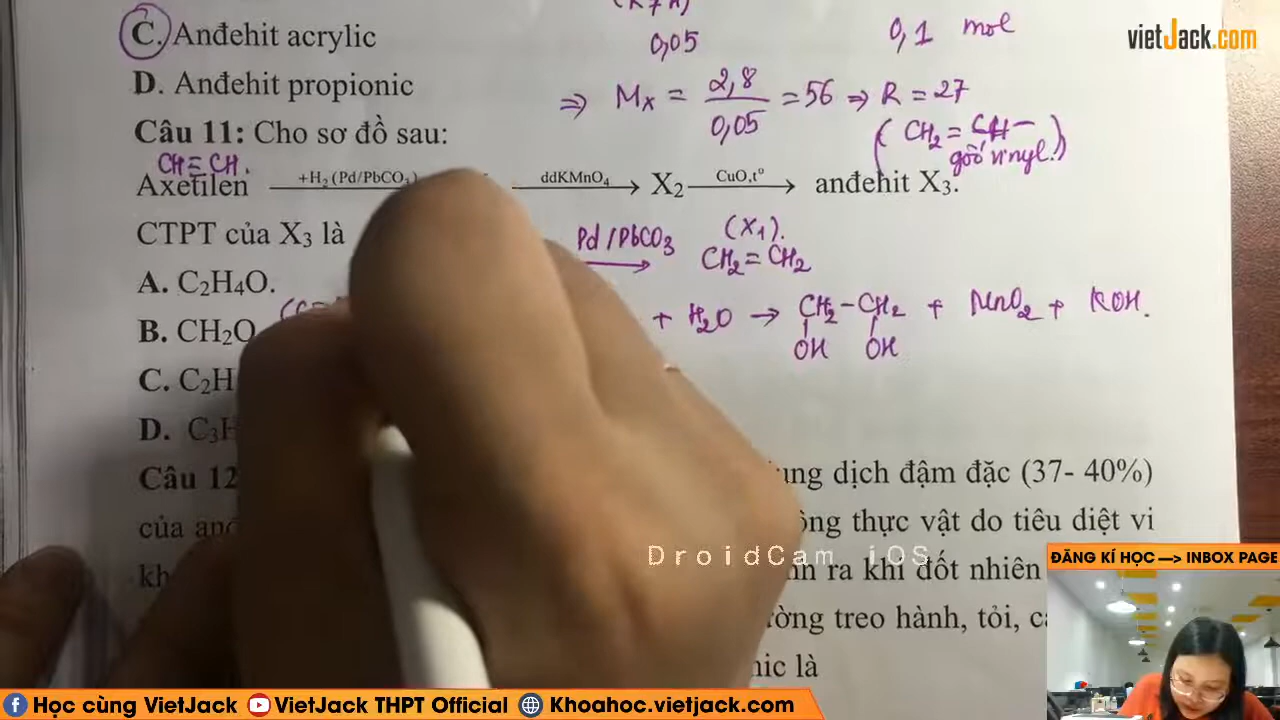 C. Anđehit acrylic
0,05
0,1 mol
vietJack.com
D. Anđehit propionic
=> Mx = 2,8 / 0,05 = 56 => R = 27
(CH2 = CH- gốc vinyl.)
Câu 11: Cho sơ đồ sau:
CH≡CH.
Axetilen +H2 (Pd/PbCO3) ddKMnO4 → X2 CuO,t° → anđehit X3.
CTPT của X3 là
Pd/PbCO3 → CH2=CH2 (X1).
A. C2H4O.
B. CH2O
+ H2O → CH2-CH2 + MnO2 + KOH.
OH OH
C. C2H
D. C3H
Câu 12
dung dịch đậm đặc (37- 40%)
của
thực vật do tiêu diệt vi
ra khi đốt nhiên
treo hành, tỏi,
là
DroidCam iOS
ĐĂNG KÍ HỌC —> INBOX PAGE
Học cùng VietJack VietJack THPT Official Khoahoc.vietjack.com